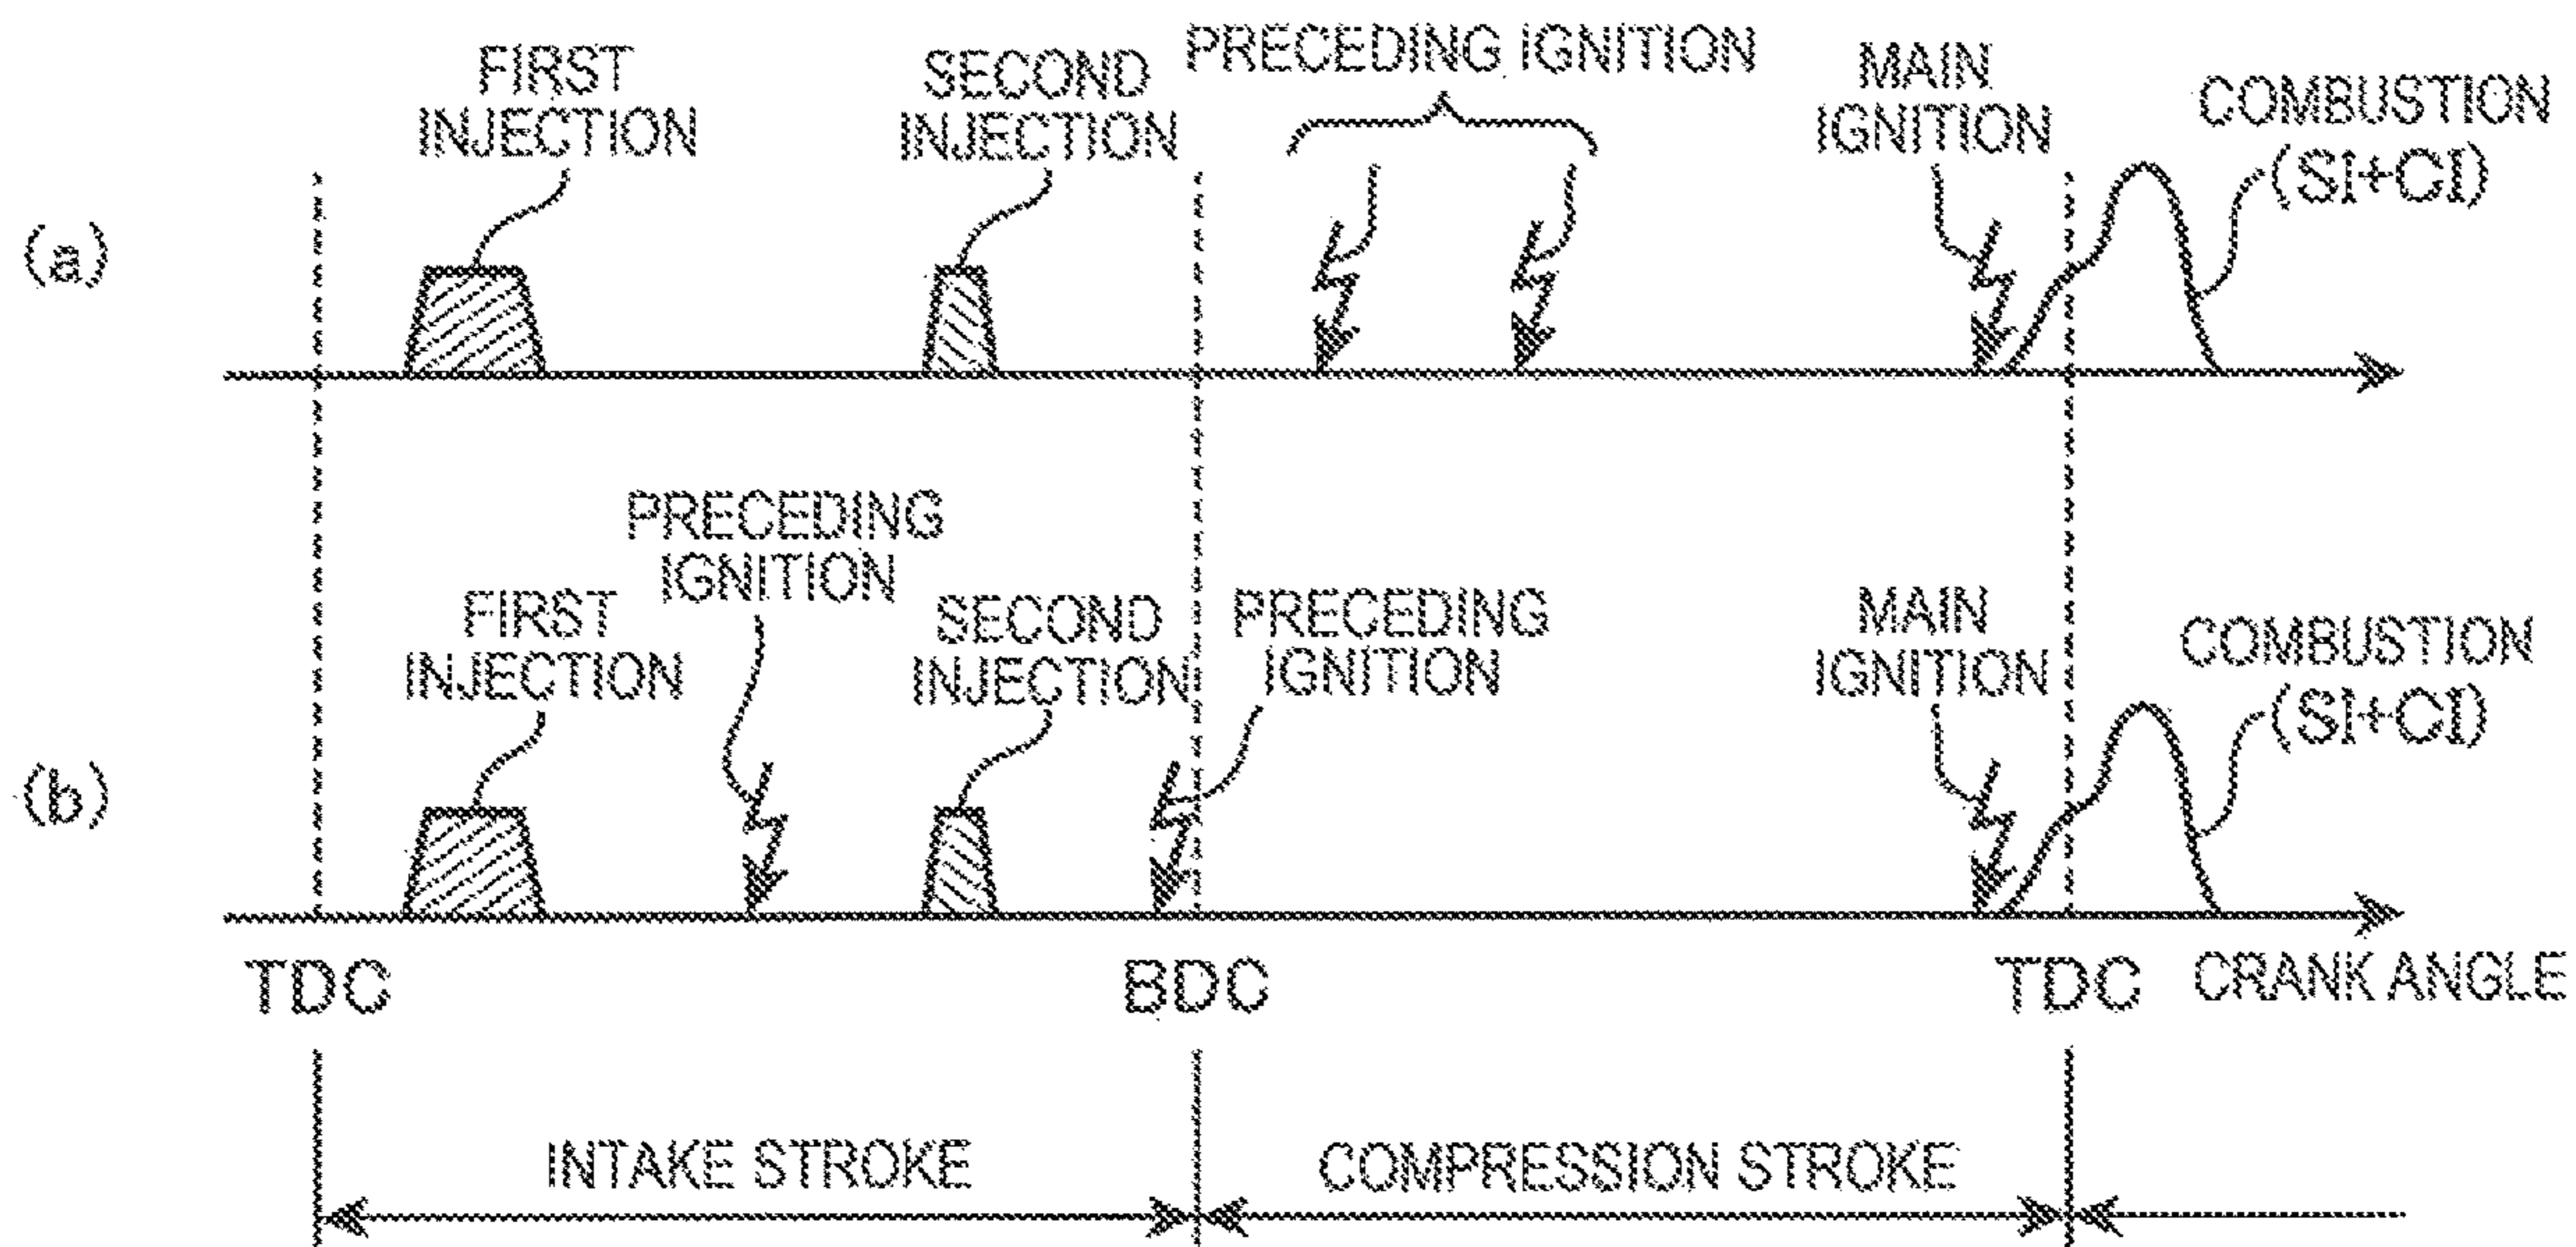 FIRST
INJECTION
SECOND
INJECTION
PRECEDING IGNITION
MAIN
IGNITION
COMBUSTION
(SI+CI)
(a)
PRECEDING
IGNITION
FIRST
INJECTION
SECOND
INJECTION
PRECEDING
IGNITION
MAIN
IGNITION
COMBUSTION
(SI+CI)
(b)
TDC
BDC
TDC
CRANK ANGLE
INTAKE STROKE
COMPRESSION STROKE